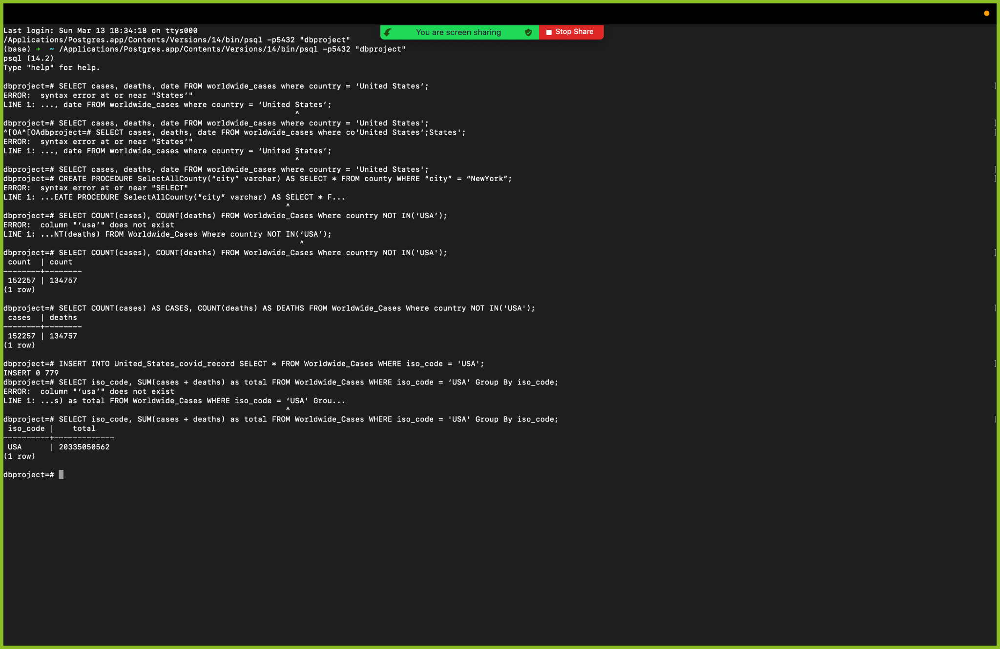 Last login: Sun Mar 13 18:34:18 on ttys000
You are screen sharing
Stop Share
/Applications/Postgres.app/Contents/Versions/14/bin/psql -p5432 "dbproject"
(base) ➜  ~ /Applications/Postgres.app/Contents/Versions/14/bin/psql -p5432 "dbproject"
psql (14.2)
Type "help" for help.

dbproject=# SELECT cases, deaths, date FROM worldwide_cases where country = ‘United States’;
ERROR:  syntax error at or near "States’"
LINE 1: ..., date FROM worldwide_cases where country = ‘United States’;
                                                               ^
dbproject=# SELECT cases, deaths, date FROM worldwide_cases where country = 'United States';
^[OA^[OAdbproject=# SELECT cases, deaths, date FROM worldwide_cases where co‘United States’;States';
ERROR:  syntax error at or near "States’"
LINE 1: ..., date FROM worldwide_cases where country = ‘United States’;
                                                               ^
dbproject=# SELECT cases, deaths, date FROM worldwide_cases where country = 'United States';
dbproject=# CREATE PROCEDURE SelectAllCounty(“city” varchar) AS SELECT * FROM county WHERE “city” = “NewYork”;
ERROR:  syntax error at or near "SELECT"
LINE 1: ...EATE PROCEDURE SelectAllCounty(“city” varchar) AS SELECT * F...
                                                             ^
dbproject=# SELECT COUNT(cases), COUNT(deaths) FROM Worldwide_Cases Where country NOT IN(‘USA’);
ERROR:  column "‘usa’" does not exist
LINE 1: ...NT(deaths) FROM Worldwide_Cases Where country NOT IN(‘USA’);
                                                                ^
dbproject=# SELECT COUNT(cases), COUNT(deaths) FROM Worldwide_Cases Where country NOT IN('USA');
 count  | count
--------+--------
 152257 | 134757
(1 row)

dbproject=# SELECT COUNT(cases) AS CASES, COUNT(deaths) AS DEATHS FROM Worldwide_Cases Where country NOT IN('USA');
 cases  | deaths
--------+--------
 152257 | 134757
(1 row)

dbproject=# INSERT INTO United_States_covid_record SELECT * FROM Worldwide_Cases WHERE iso_code = 'USA';
INSERT 0 779
dbproject=# SELECT iso_code, SUM(cases + deaths) as total FROM Worldwide_Cases WHERE iso_code = ‘USA’ Group By iso_code;
ERROR:  column "‘usa’" does not exist
LINE 1: ...s) as total FROM Worldwide_Cases WHERE iso_code = ‘USA’ Grou...
                                                             ^
dbproject=# SELECT iso_code, SUM(cases + deaths) as total FROM Worldwide_Cases WHERE iso_code = 'USA' Group By iso_code;
 iso_code |    total
----------+-------------
 USA      | 20335050562
(1 row)

dbproject=#